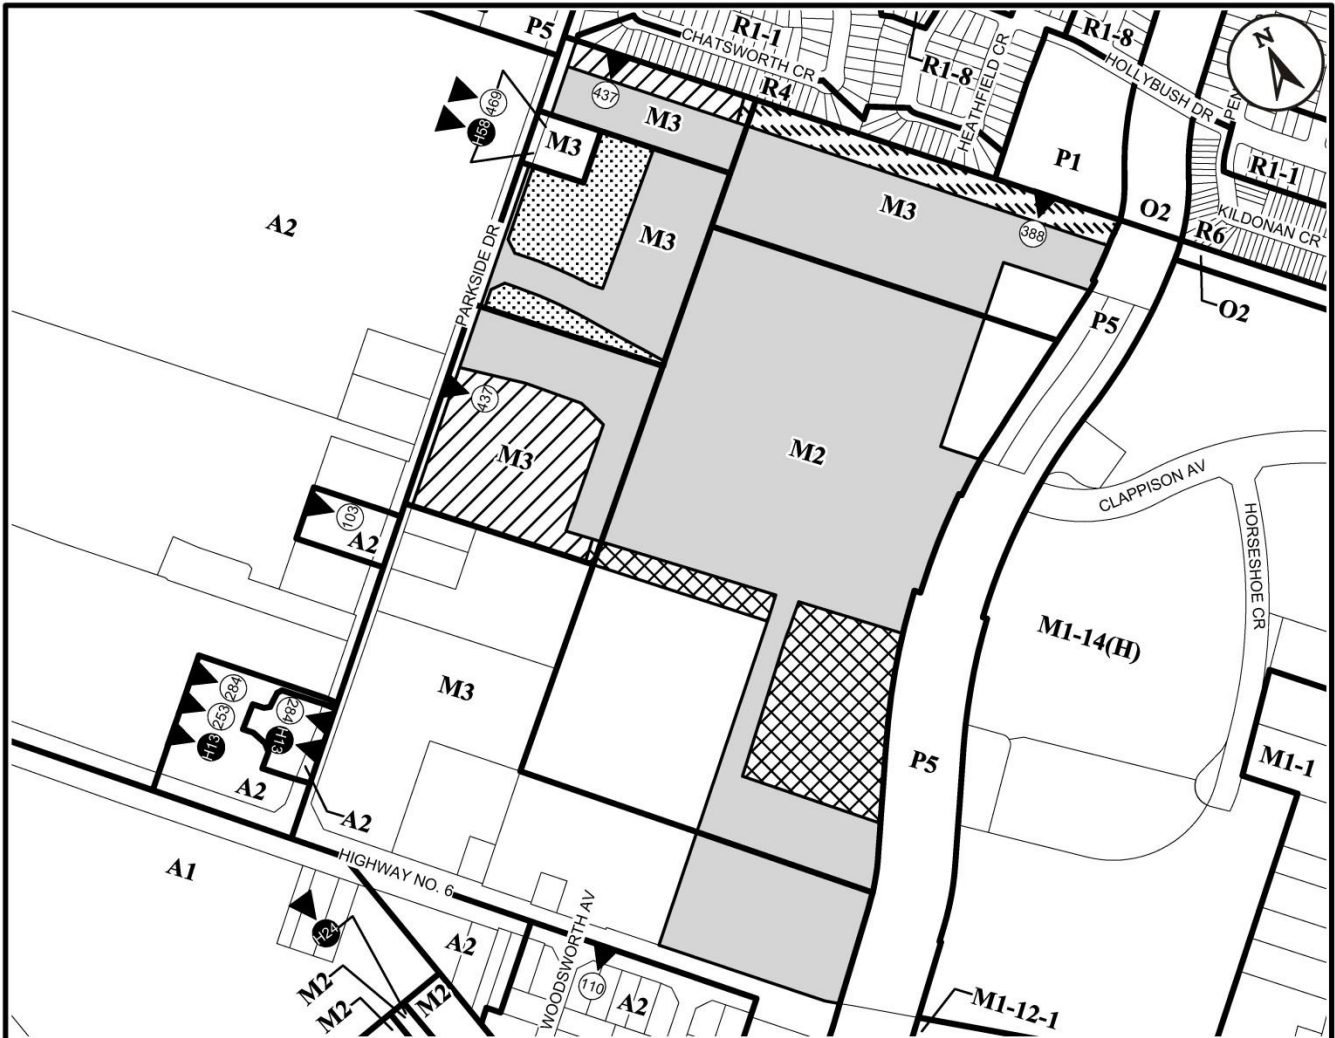 P5
R1-1
CHATSWORTH CR
R1-8
HEATHFIELD CR
R1-8
HOLLYBUSH DR
PEN
N
R4
437
M3
469
H58
M3
P1
R1-1
A2
M3
M3
388
O2
R6
KILDONAN CR
O2
PARKSIDE DR
P5
437
M3
M2
CLAPPISON AV
HORSESHOE CR
103
A2
M1-14(H)
M3
284
253
H13
284
H13
A2
A2
P5
M1-1
HIGHWAY NO. 6
A1
H24
A2
WOODSWORTH AV
110
A2
M2
M2
M2
M1-12-1